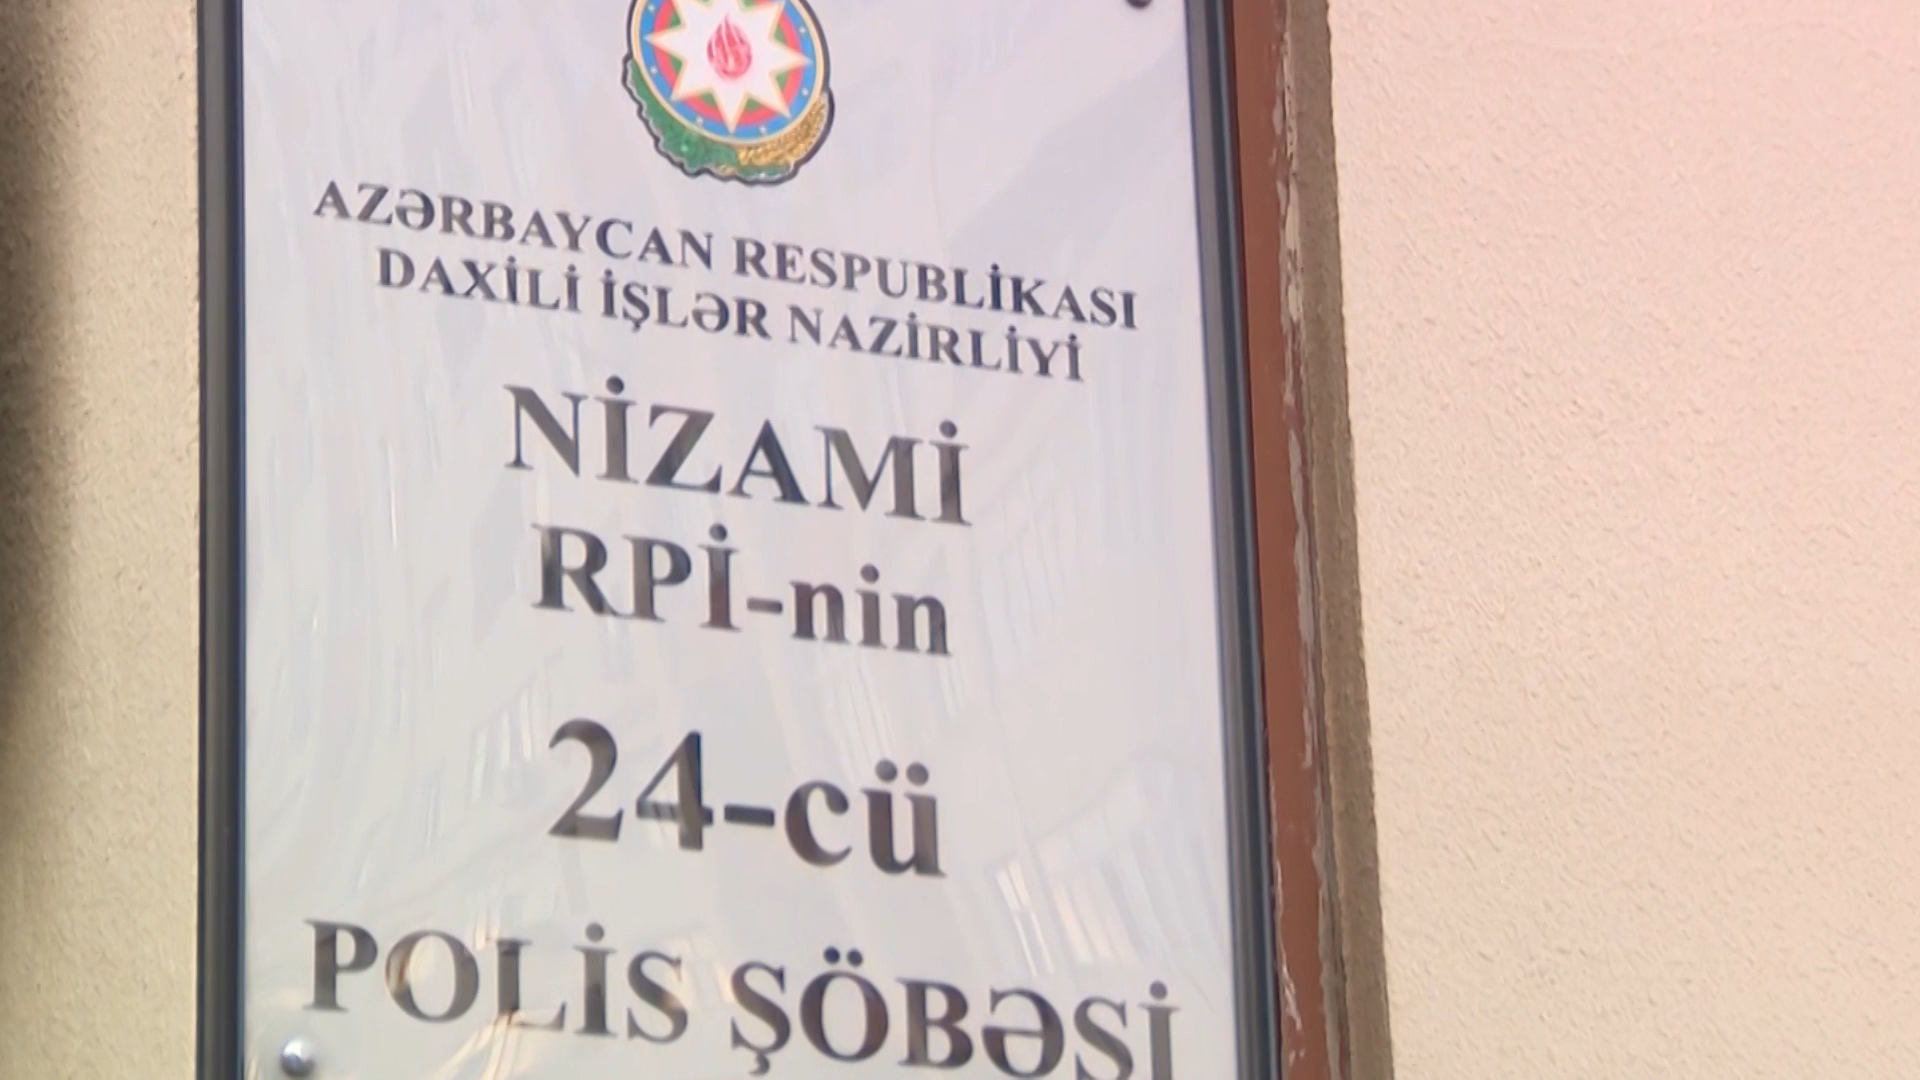 AZƏRBAYCAN RESPUBLİKASI
DAXİLİ İŞLƏR NAZİRLİYİ
NİZAMİ
RPİ-nin
24-cü
POLİS ŞÖBƏSİ